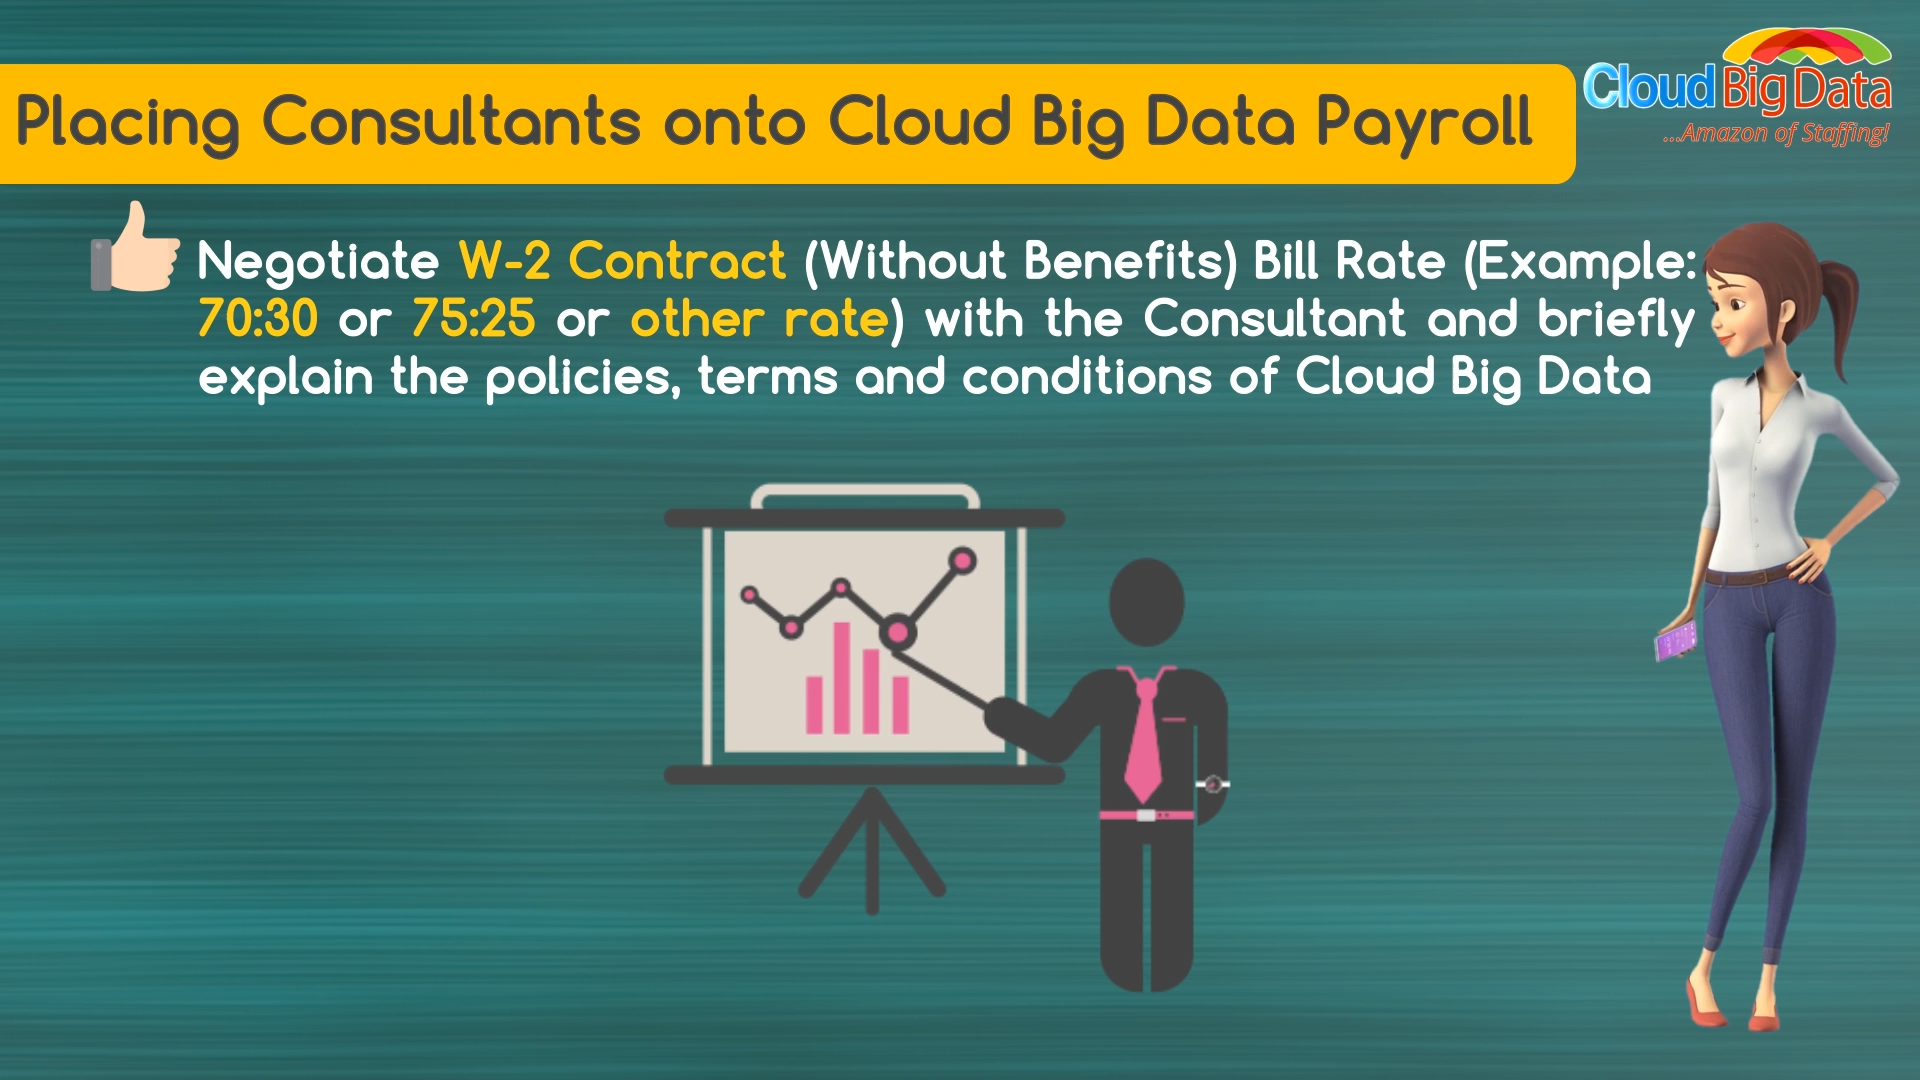 Cloud Big Data
...Amazon of Staffing!
Placing Consultants onto Cloud Big Data Payroll
Negotiate W-2 Contract (Without Benefits) Bill Rate (Example:
70:30 or 75:25 or other rate) with the Consultant and briefly
explain the policies, terms and conditions of Cloud Big Data